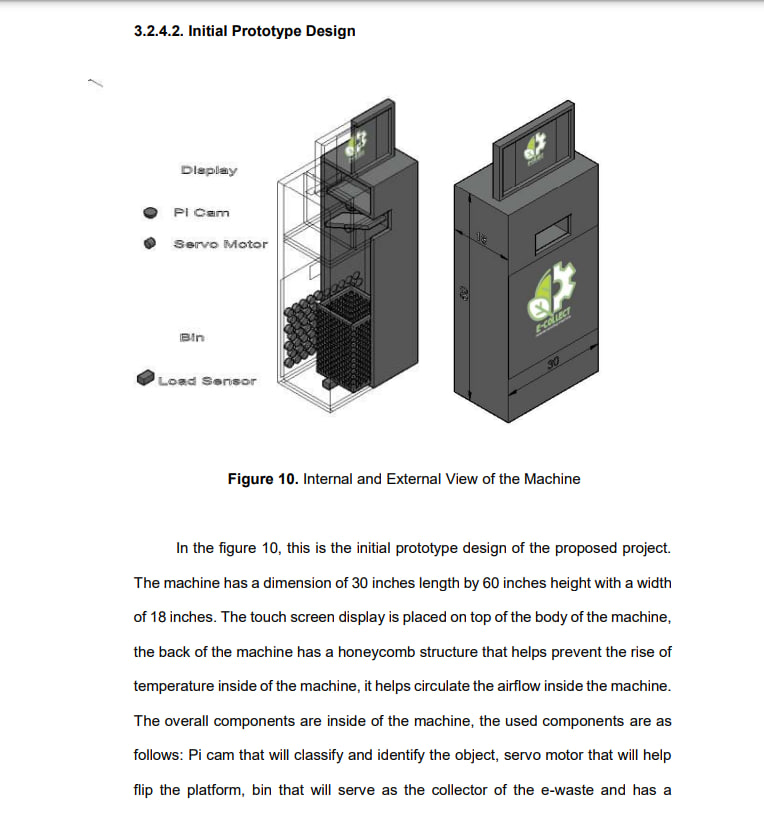 3.2.4.2. Initial Prototype Design
Display
Pi Cam
Servo Motor
Bin
Load Sensor
E-COLLECT
30
Figure 10. Internal and External View of the Machine
In the figure 10, this is the initial prototype design of the proposed project.
The machine has a dimension of 30 inches length by 60 inches height with a width
of 18 inches. The touch screen display is placed on top of the body of the machine,
the back of the machine has a honeycomb structure that helps prevent the rise of
temperature inside of the machine, it helps circulate the airflow inside the machine.
The overall components are inside of the machine, the used components are as
follows: Pi cam that will classify and identify the object, servo motor that will help
flip the platform, bin that will serve as the collector of the e-waste and has a